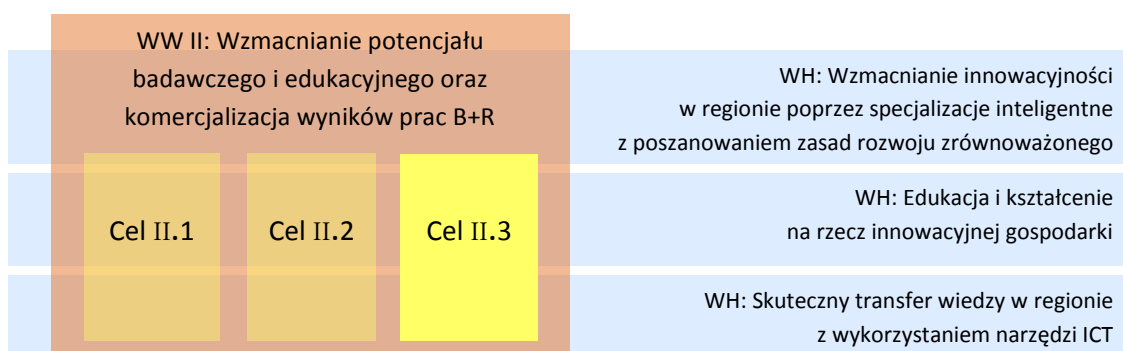 WW II: Wzmacnianie potencjału
badawczego i edukacyjnego oraz
komercjalizacja wyników prac B+R
WH: Wzmacnianie innowacyjności
w regionie poprzez specjalizacje inteligentne
z poszanowaniem zasad rozwoju zrównoważonego
Cel II.1
Cel II.2
Cel II.3
WH: Edukacja i kształcenie
na rzecz innowacyjnej gospodarki
WH: Skuteczny transfer wiedzy w regionie
z wykorzystaniem narzędzi ICT